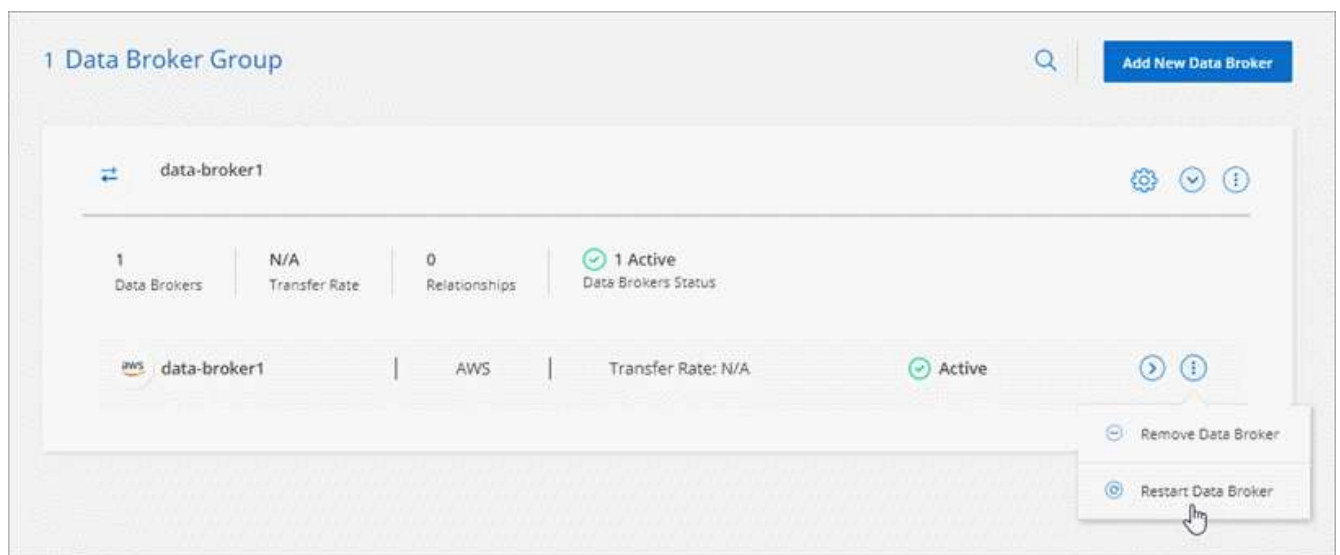 1 Data Broker Group
Add New Data Broker
data-broker1
1
Data Brokers
N/A
Transfer Rate
0
Relationships
1 Active
Data Brokers Status
aws
data-broker1
AWS
Transfer Rate: N/A
Active
Remove Data Broker
Restart Data Broker